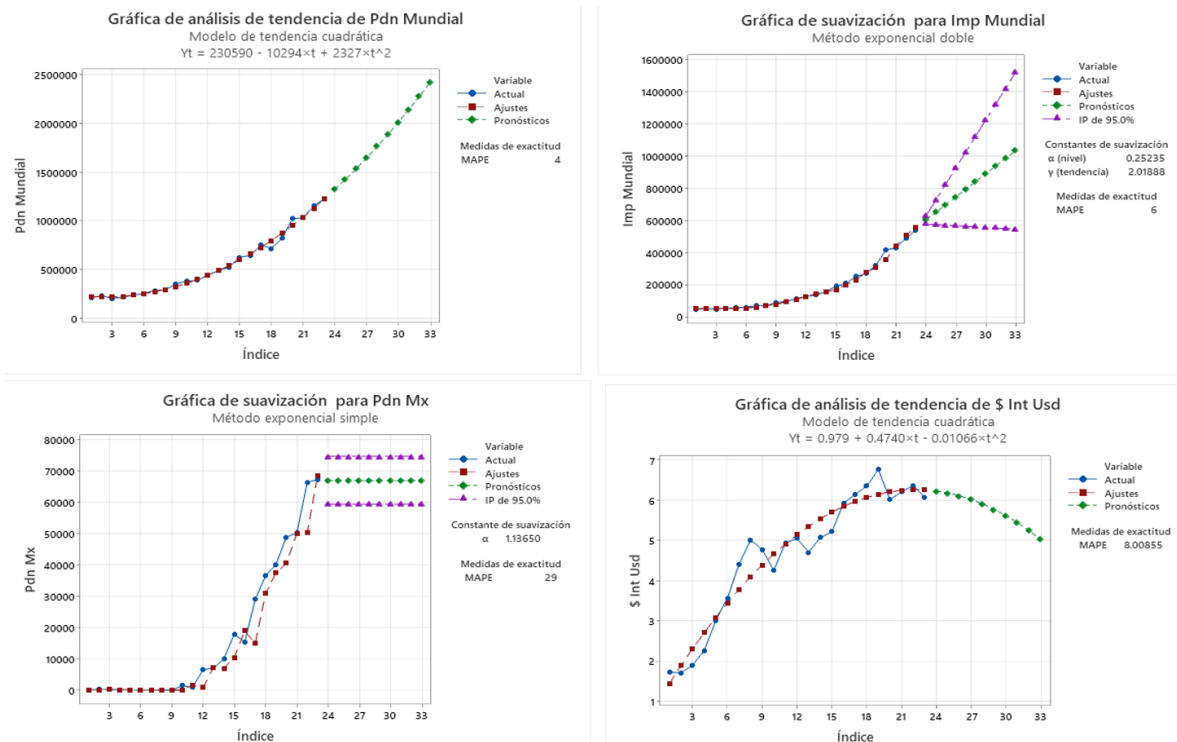 Gráfica de análisis de tendencia de Pdn Mundial
Modelo de tendencia cuadrática
Yt = 230590 - 10294×t + 2327×t^2
2500000
2000000
1500000
1000000
500000
0
Pdn Mundial
3 6 9 12 15 18 21 24 27 30 33
Índice
Variable
Actual
Ajustes
Pronósticos
Medidas de exactitud
MAPE 4
Gráfica de suavización para Imp Mundial
Método exponencial doble
1600000
1400000
1200000
1000000
800000
600000
400000
200000
0
Imp Mundial
3 6 9 12 15 18 21 24 27 30 33
Índice
Variable
Actual
Ajustes
Pronósticos
IP de 95.0%
Constantes de suavización
α (nivel) 0.25235
γ (tendencia) 2.01888
Medidas de exactitud
MAPE 6
Gráfica de suavización para Pdn Mx
Método exponencial simple
80000
70000
60000
50000
40000
30000
20000
10000
0
Pdn Mx
3 6 9 12 15 18 21 24 27 30 33
Índice
Variable
Actual
Ajustes
Pronósticos
IP de 95.0%
Constante de suavización
α 1.13650
Medidas de exactitud
MAPE 29
Gráfica de análisis de tendencia de $ Int Usd
Modelo de tendencia cuadrática
Yt = 0.979 + 0.4740×t - 0.01066×t^2
7
6
5
4
3
2
1
$ Int Usd
3 6 9 12 15 18 21 24 27 30 33
Índice
Variable
Actual
Ajustes
Pronósticos
Medidas de exactitud
MAPE 8.00855